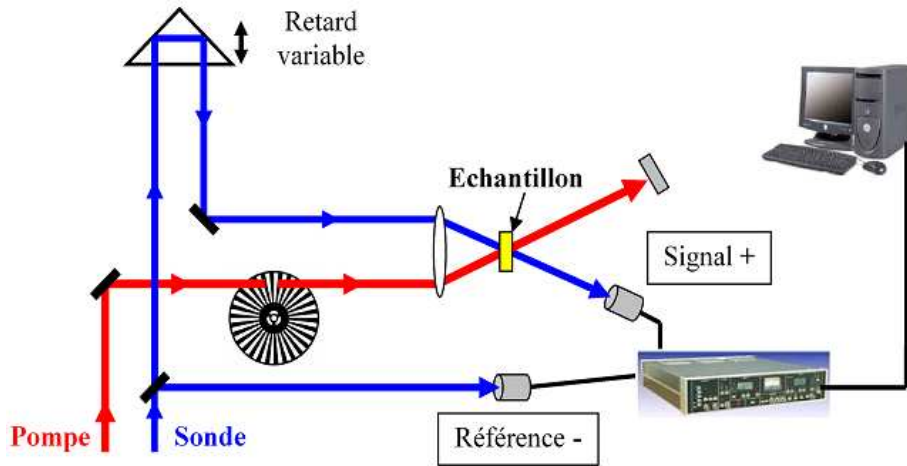 Retard
variable
Echantillon
Signal +
Référence -
Pompe
Sonde